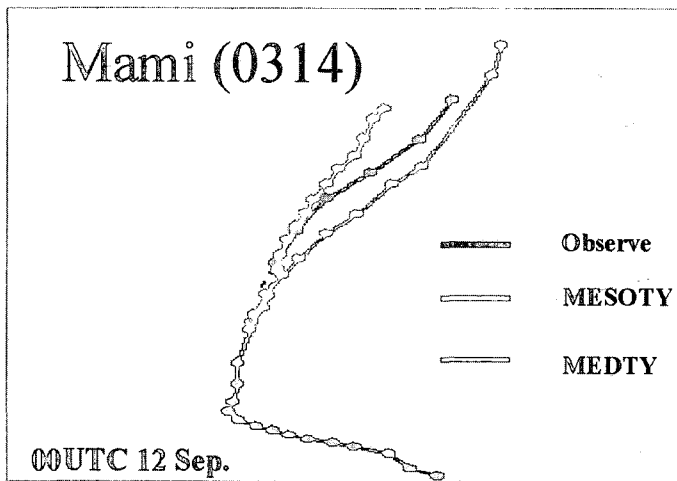 Mami (0314)
Observe
MESOTY
MEDTY
00UTC 12 Sep.